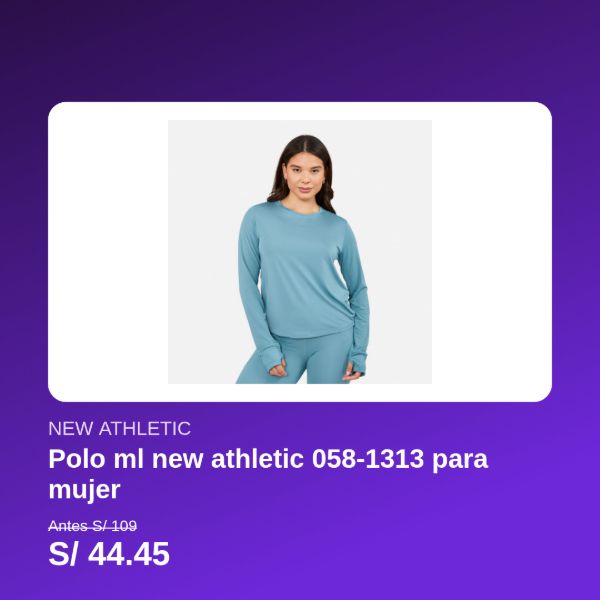 NEW ATHLETIC
Polo ml new athletic 058-1313 para
mujer
Antes S/ 109
S/ 44.45